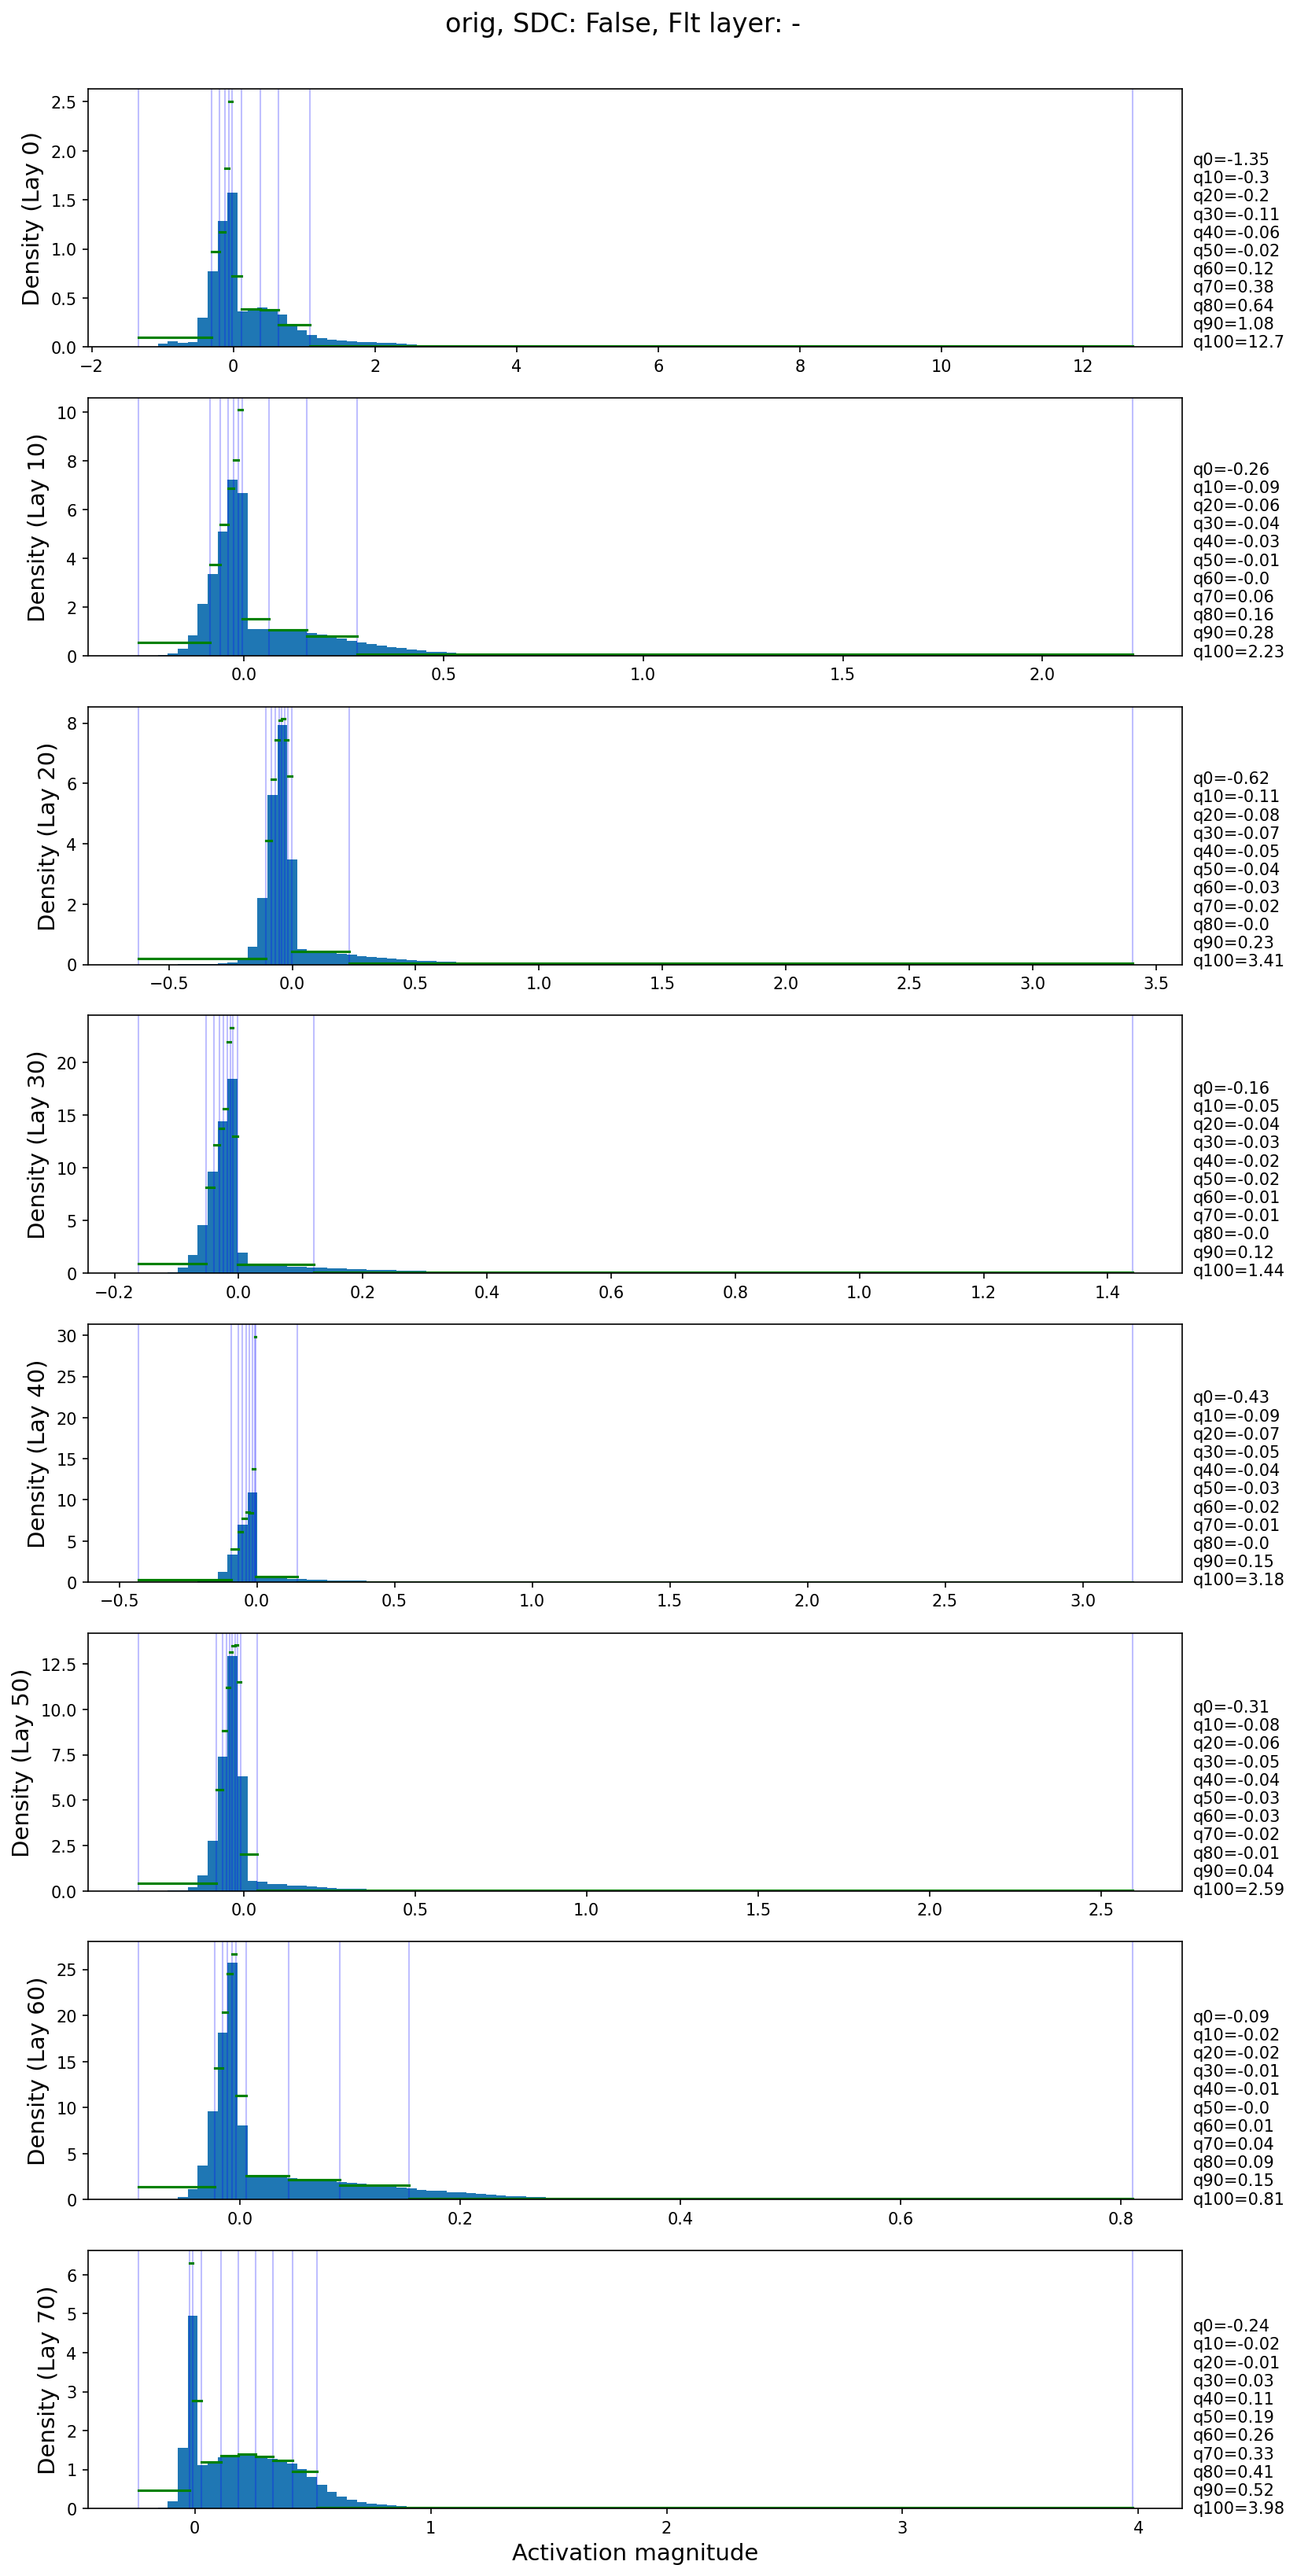 orig, SDC: False, Flt layer: -
Density (Lay 0)
2.5
2.0
1.5
1.0
0.5
0.0
−2 0 2 4 6 8 10 12
q0=-1.35
q10=-0.3
q20=-0.2
q30=-0.11
q40=-0.06
q50=-0.02
q60=0.12
q70=0.38
q80=0.64
q90=1.08
q100=12.7
Density (Lay 10)
10
8
6
4
2
0
0.0 0.5 1.0 1.5 2.0
q0=-0.26
q10=-0.09
q20=-0.06
q30=-0.04
q40=-0.03
q50=-0.01
q60=-0.0
q70=0.06
q80=0.16
q90=0.28
q100=2.23
Density (Lay 20)
8
6
4
2
0
−0.5 0.0 0.5 1.0 1.5 2.0 2.5 3.0 3.5
q0=-0.62
q10=-0.11
q20=-0.08
q30=-0.07
q40=-0.05
q50=-0.04
q60=-0.03
q70=-0.02
q80=-0.0
q90=0.23
q100=3.41
Density (Lay 30)
20
15
10
5
0
−0.2 0.0 0.2 0.4 0.6 0.8 1.0 1.2 1.4
q0=-0.16
q10=-0.05
q20=-0.04
q30=-0.03
q40=-0.02
q50=-0.02
q60=-0.01
q70=-0.01
q80=-0.0
q90=0.12
q100=1.44
Density (Lay 40)
30
25
20
15
10
5
0
−0.5 0.0 0.5 1.0 1.5 2.0 2.5 3.0
q0=-0.43
q10=-0.09
q20=-0.07
q30=-0.05
q40=-0.04
q50=-0.03
q60=-0.02
q70=-0.01
q80=-0.0
q90=0.15
q100=3.18
Density (Lay 50)
12.5
10.0
7.5
5.0
2.5
0.0
0.0 0.5 1.0 1.5 2.0 2.5
q0=-0.31
q10=-0.08
q20=-0.06
q30=-0.05
q40=-0.04
q50=-0.03
q60=-0.03
q70=-0.02
q80=-0.01
q90=0.04
q100=2.59
Density (Lay 60)
25
20
15
10
5
0
0.0 0.2 0.4 0.6 0.8
q0=-0.09
q10=-0.02
q20=-0.02
q30=-0.01
q40=-0.01
q50=-0.0
q60=0.01
q70=0.04
q80=0.09
q90=0.15
q100=0.81
Density (Lay 70)
6
5
4
3
2
1
0
0 1 2 3 4
q0=-0.24
q10=-0.02
q20=-0.01
q30=0.03
q40=0.11
q50=0.19
q60=0.26
q70=0.33
q80=0.41
q90=0.52
q100=3.98
Activation magnitude